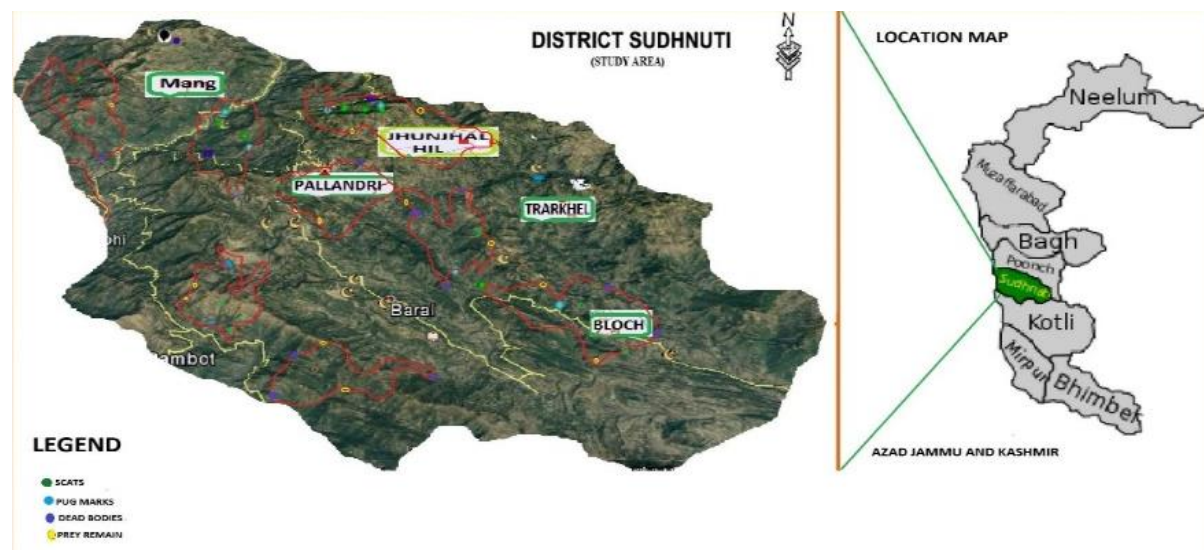 DISTRICT SUDHNUTI
(STUDY AREA)
N
Mang
JHUNJHAL
HIL
PALLANDRI
TRARKHEL
Baral
BLOCH
LEGEND
SCATS
PUG MARKS
DEAD BODIES
PREY REMAIN
LOCATION MAP
Neelum
Muzaffarabad
Bagh
Poonch
Kotli
Mirpur
Bhimber
AZAD JAMMU AND KASHMIR